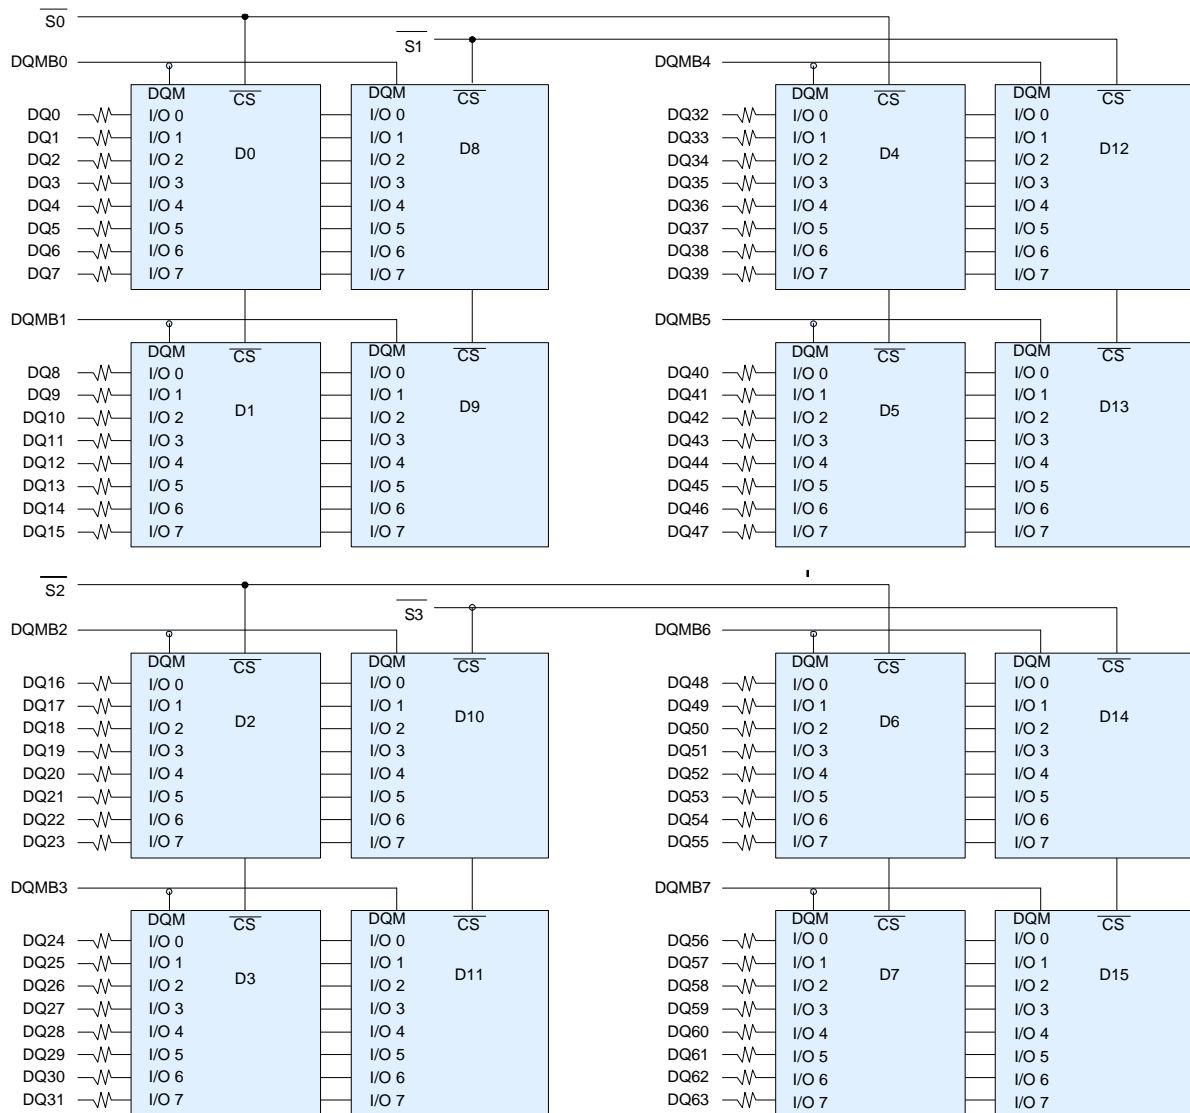 S0
S1
DQMB0 DQMB4
DQM CS DQM CS DQM CS DQM CS
DQ0 I/O 0 I/O 0 DQ32 I/O 0 I/O 0
DQ1 I/O 1 I/O 1 DQ33 I/O 1 I/O 1
D0 D8 D4 D12
DQ2 I/O 2 I/O 2 DQ34 I/O 2 I/O 2
DQ3 I/O 3 I/O 3 DQ35 I/O 3 I/O 3
DQ4 I/O 4 I/O 4 DQ36 I/O 4 I/O 4
DQ5 I/O 5 I/O 5 DQ37 I/O 5 I/O 5
DQ6 I/O 6 I/O 6 DQ38 I/O 6 I/O 6
DQ7 I/O 7 I/O 7 DQ39 I/O 7 I/O 7
DQMB1 DQMB5
DQM CS DQM CS DQM CS DQM CS
DQ8 I/O 0 I/O 0 DQ40 I/O 0 I/O 0
DQ9 I/O 1 I/O 1 DQ41 I/O 1 I/O 1
D1 D9 D5 D13
DQ10 I/O 2 I/O 2 DQ42 I/O 2 I/O 2
DQ11 I/O 3 I/O 3 DQ43 I/O 3 I/O 3
DQ12 I/O 4 I/O 4 DQ44 I/O 4 I/O 4
DQ13 I/O 5 I/O 5 DQ45 I/O 5 I/O 5
DQ14 I/O 6 I/O 6 DQ46 I/O 6 I/O 6
DQ15 I/O 7 I/O 7 DQ47 I/O 7 I/O 7
S2
S3
DQMB2 DQMB6
DQM CS DQM CS DQM CS DQM CS
DQ16 I/O 0 I/O 0 DQ48 I/O 0 I/O 0
DQ17 I/O 1 I/O 1 DQ49 I/O 1 I/O 1
D2 D10 D6 D14
DQ18 I/O 2 I/O 2 DQ50 I/O 2 I/O 2
DQ19 I/O 3 I/O 3 DQ51 I/O 3 I/O 3
DQ20 I/O 4 I/O 4 DQ52 I/O 4 I/O 4
DQ21 I/O 5 I/O 5 DQ53 I/O 5 I/O 5
DQ22 I/O 6 I/O 6 DQ54 I/O 6 I/O 6
DQ23 I/O 7 I/O 7 DQ55 I/O 7 I/O 7
DQMB3 DQMB7
DQM CS DQM CS DQM CS DQM CS
DQ24 I/O 0 I/O 0 DQ56 I/O 0 I/O 0
DQ25 I/O 1 I/O 1 DQ57 I/O 1 I/O 1
D3 D11 D7 D15
DQ26 I/O 2 I/O 2 DQ58 I/O 2 I/O 2
DQ27 I/O 3 I/O 3 DQ59 I/O 3 I/O 3
DQ28 I/O 4 I/O 4 DQ60 I/O 4 I/O 4
DQ29 I/O 5 I/O 5 DQ61 I/O 5 I/O 5
DQ30 I/O 6 I/O 6 DQ62 I/O 6 I/O 6
DQ31 I/O 7 I/O 7 DQ63 I/O 7 I/O 7